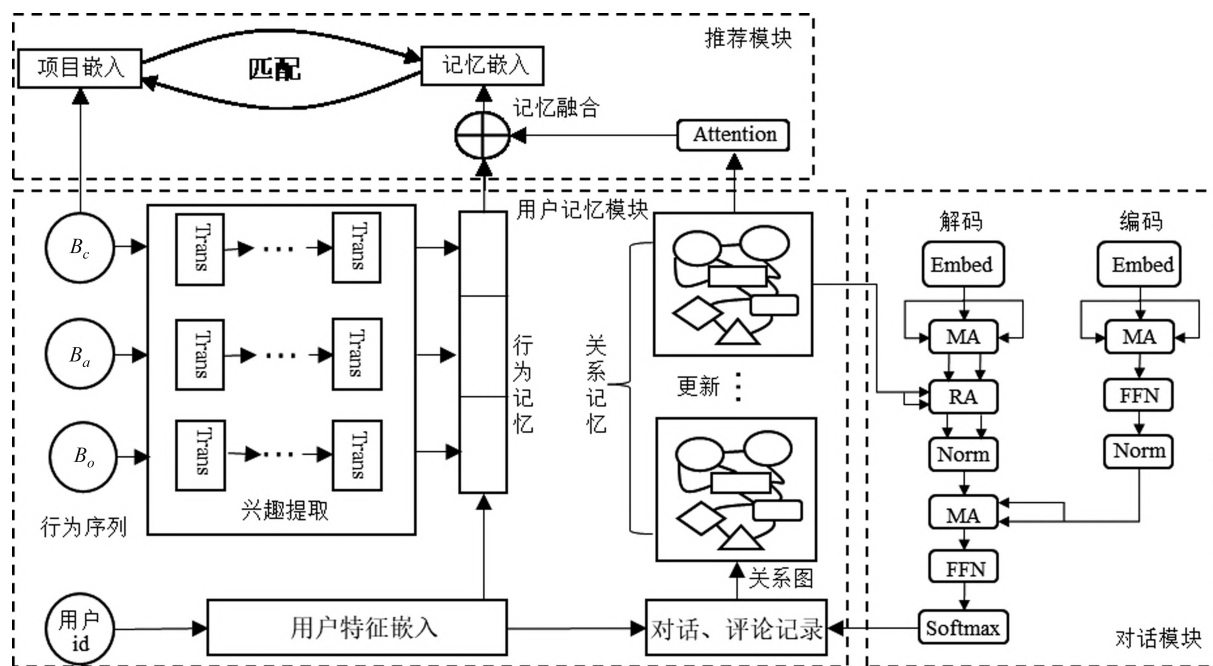 推荐模块
项目嵌入
匹配
记忆嵌入
记忆融合
Attention
用户记忆模块
B_c
Trans
...
Trans
B_a
Trans
...
Trans
B_o
Trans
...
Trans
兴趣提取
行为序列
行为记忆
关系记忆
更新
关系图
用户
id
用户特征嵌入
对话、评论记录
解码
编码
Embed
Embed
MA
MA
RA
FFN
Norm
Norm
MA
FFN
Softmax
对话模块